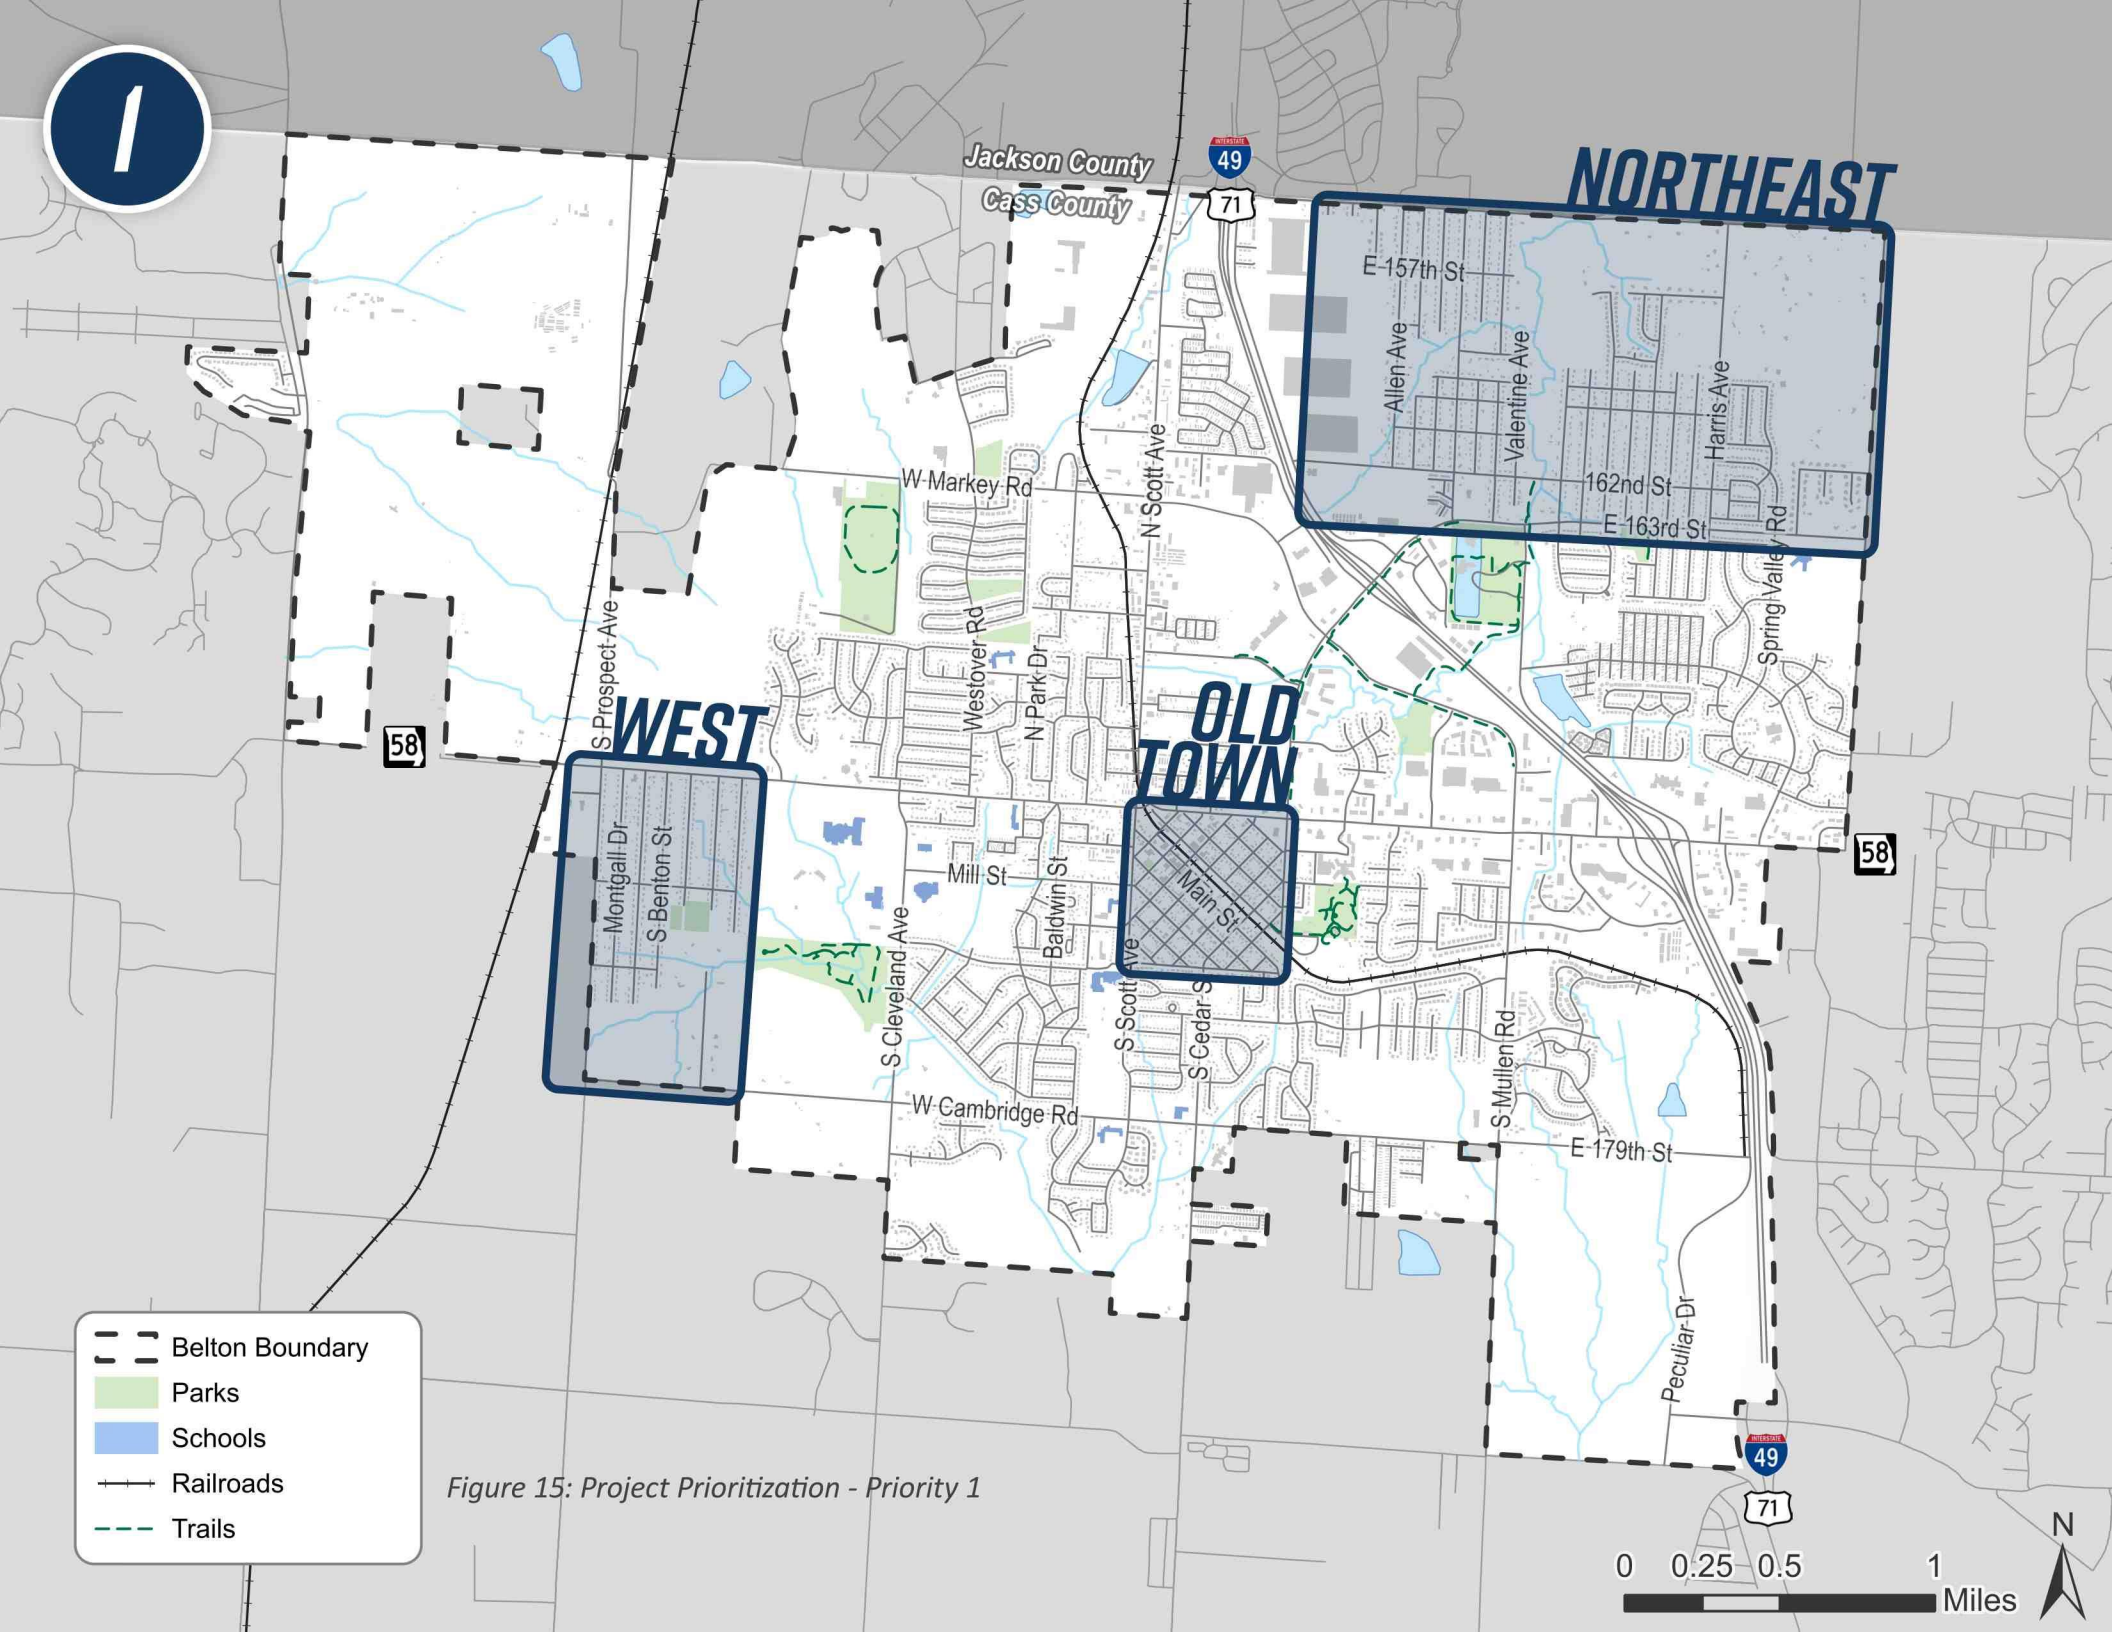 1
Jackson County
Cass County
INTERSTATE
49
71
NORTHEAST
E 157th St
Allen Ave
Valentine Ave
Harris Ave
N Scott Ave
W Markey Rd
162nd St
E 163rd St
Spring Valley Rd
S Prospect Ave
Westover Rd
N Park Dr
WEST
OLD
TOWN
58
58
Montgall Dr
S Benton St
Mill St
Baldwin St
Main St
S Cleveland Ave
S Scott Ave
S Cedar S
S Mullen Rd
W Cambridge Rd
E 179th St
Peculiar Dr
Belton Boundary
Parks
Schools
Railroads
Trails
Figure 15: Project Prioritization - Priority 1
INTERSTATE
49
71
N
0 0.25 0.5 1
Miles